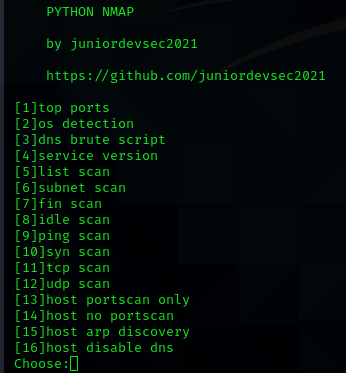 PYTHON NMAP
by juniordevsec2021
https://github.com/juniordevsec2021
[1]top ports
[2]os detection
[3]dns brute script
[4]service version
[5]list scan
[6]subnet scan
[7]fin scan
[8]idle scan
[9]ping scan
[10]syn scan
[11]tcp scan
[12]udp scan
[13]host portscan only
[14]host no portscan
[15]host arp discovery
[16]host disable dns
Choose: